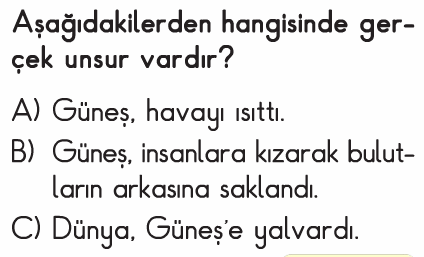 Aşağıdakilerden hangisinde ger-
çek unsur vardır?
A) Güneş, havayı ısıttı.
B) Güneş, insanlara kızarak bulut-
ların arkasına saklandı.
C) Dünya, Güneş'e yalvardı.